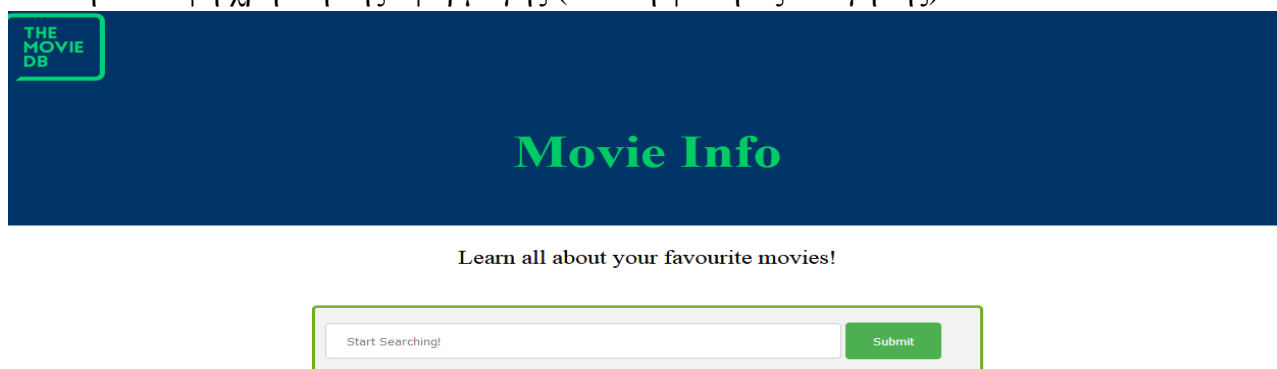 THE
MOVIE
DB
Movie Info
Learn all about your favourite movies!
Start Searching!
Submit